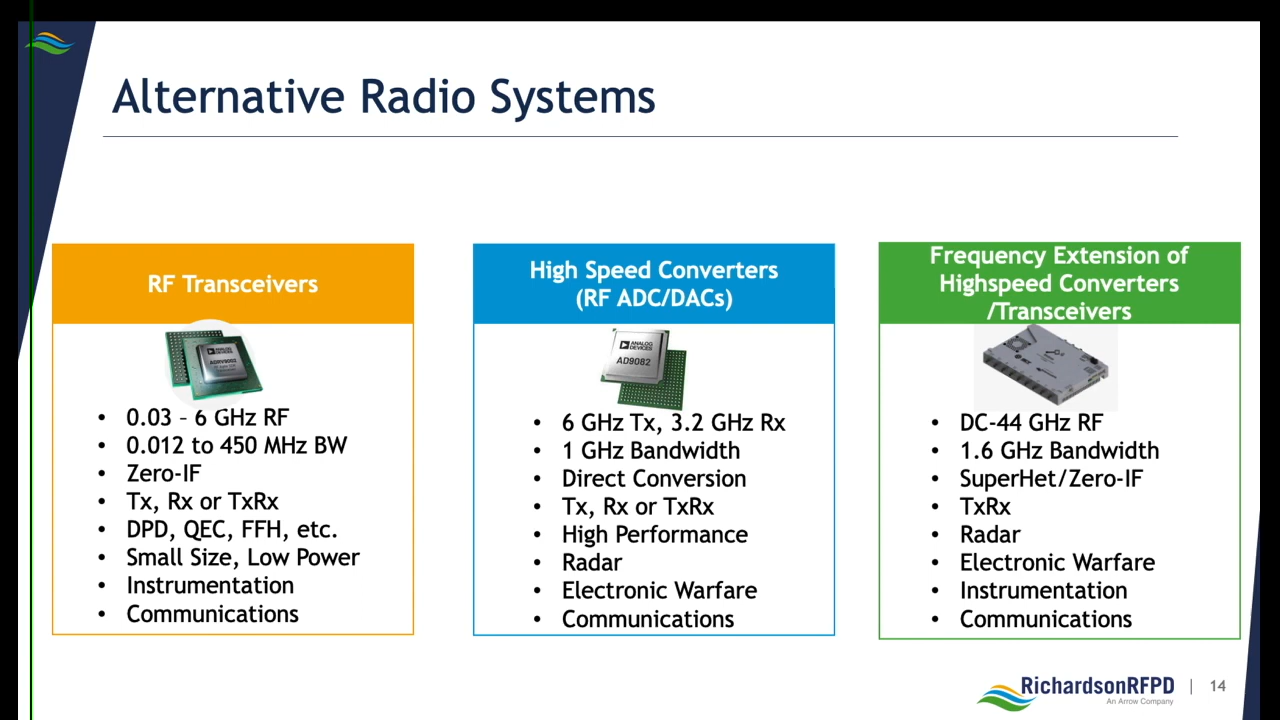 Alternative Radio Systems
RF Transceivers
ANALOG
DEVICES
ADRV9002
• 0.03 – 6 GHz RF
• 0.012 to 450 MHz BW
• Zero-IF
• Tx, Rx or TxRx
• DPD, QEC, FFH, etc.
• Small Size, Low Power
• Instrumentation
• Communications
High Speed Converters
(RF ADC/DACs)
ANALOG
DEVICES
AD9082
• 6 GHz Tx, 3.2 GHz Rx
• 1 GHz Bandwidth
• Direct Conversion
• Tx, Rx or TxRx
• High Performance
• Radar
• Electronic Warfare
• Communications
Frequency Extension of
Highspeed Converters
/Transceivers
• DC-44 GHz RF
• 1.6 GHz Bandwidth
• SuperHet/Zero-IF
• TxRx
• Radar
• Electronic Warfare
• Instrumentation
• Communications
RichardsonRFPD | 14
An Arrow Company